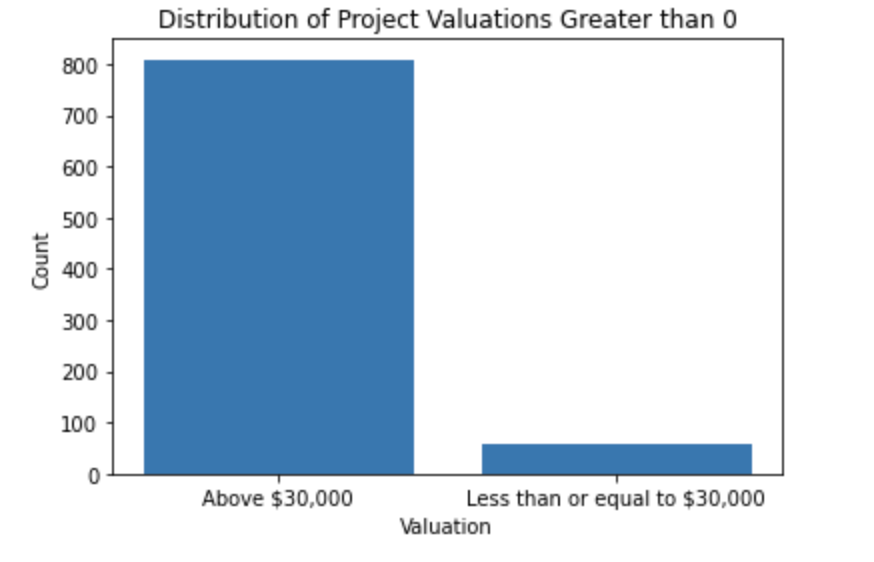 Distribution of Project Valuations Greater than 0
800
700
600
500
400
300
200
100
0
Count
Above $30,000
Less than or equal to $30,000
Valuation